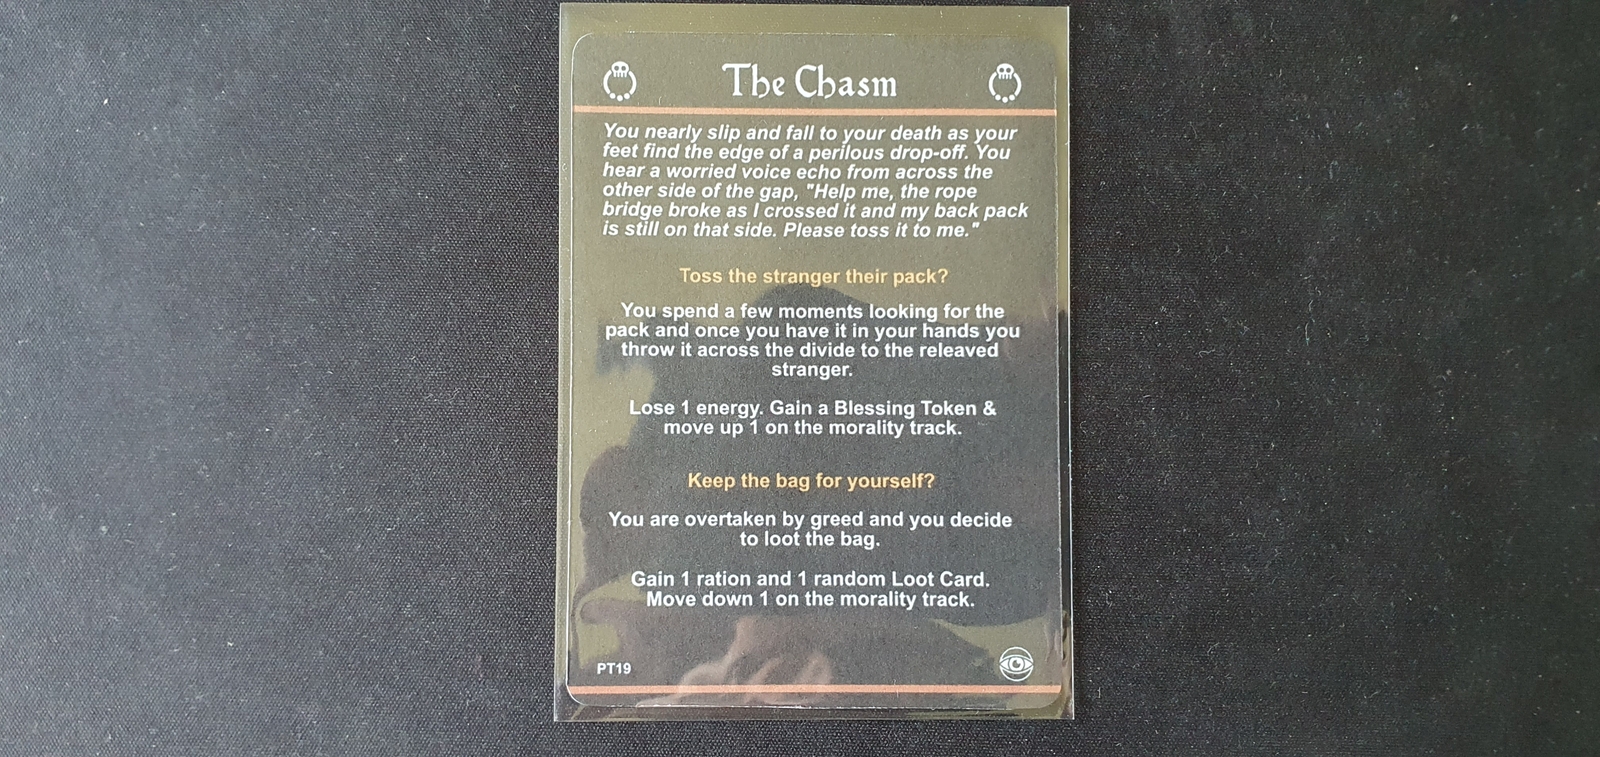 The Chasm
You nearly slip and fall to your death as your
feet find the edge of a perilous drop-off. You
hear a worried voice echo from across the
other side of the gap, "Help me, the rope
bridge broke as I crossed it and my back pack
is still on that side. Please toss it to me."
Toss the stranger their pack?
You spend a few moments looking for the
pack and once you have it in your hands you
throw it across the divide to the releaved
stranger.
Lose 1 energy. Gain a Blessing Token &
move up 1 on the morality track.
Keep the bag for yourself?
You are overtaken by greed and you decide
to loot the bag.
Gain 1 ration and 1 random Loot Card.
Move down 1 on the morality track.
PT19